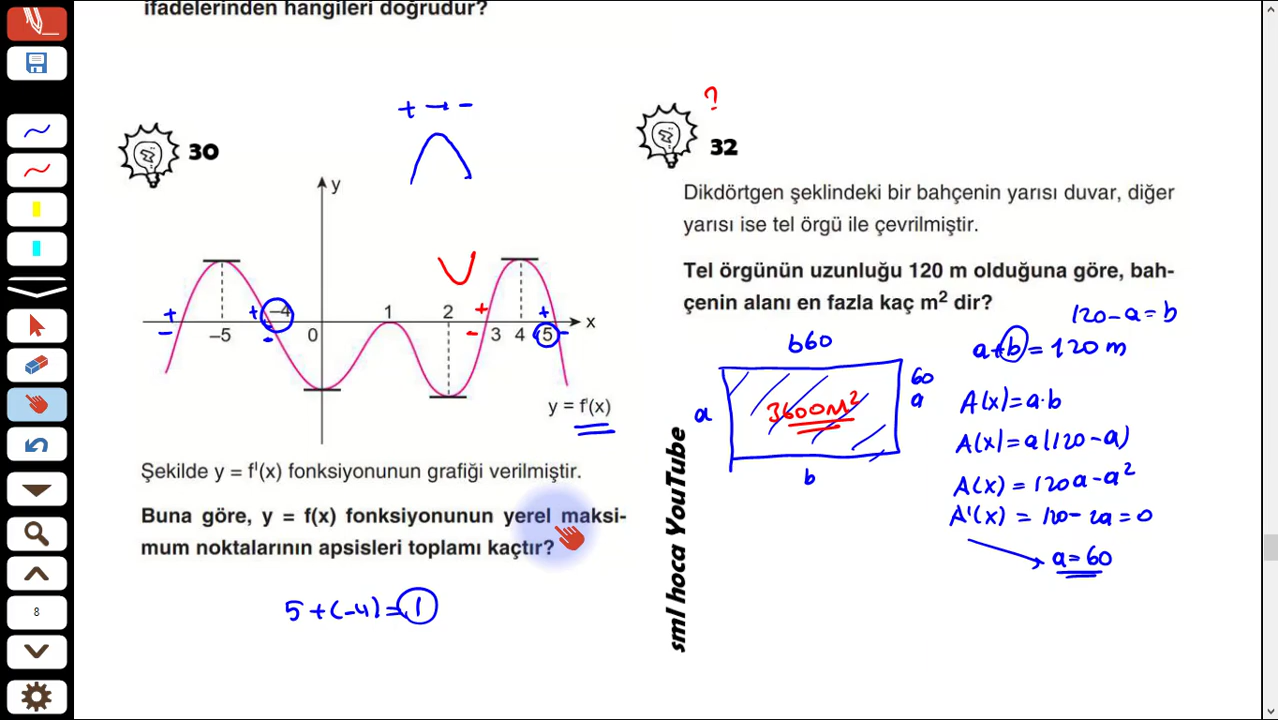 ifadelerinden hangileri doğrudur?
+ → -
30
y
+
-
+
-4
-
-5
0
1
2
+
-
3
4
+
5
-
x
y = f'(x)
Şekilde y = f'(x) fonksiyonunun grafiği verilmiştir.
Buna göre, y = f(x) fonksiyonunun yerel maksi-
mum noktalarının apsisleri toplamı kaçtır?
5+(-4)=1
?
32
Dikdörtgen şeklindeki bir bahçenin yarısı duvar, diğer
yarısı ise tel örgü ile çevrilmiştir.
Tel örgünün uzunluğu 120 m olduğuna göre, bah-
çenin alanı en fazla kaç m² dir?
120-a=b
a+b=120m
b60
60
a
a
3600M²
b
A(x)=a.b
A(x)=a(120-a)
A(x)=120a-a²
A'(x)=120-2a=0
a=60
sml hoca YouTube
8